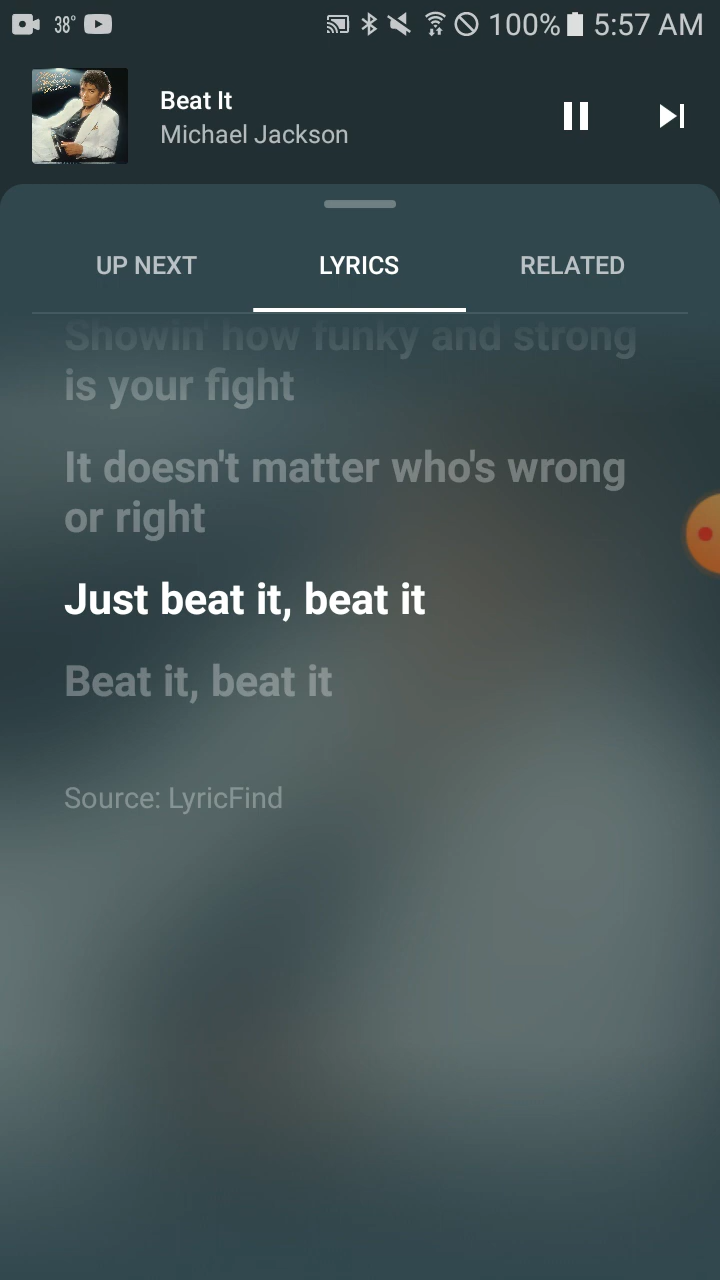 38° 100% 5:57 AM
Beat It
Michael Jackson
UP NEXT LYRICS RELATED
Showin' how funky and strong
is your fight
It doesn't matter who's wrong
or right
Just beat it, beat it
Beat it, beat it
Source: LyricFind